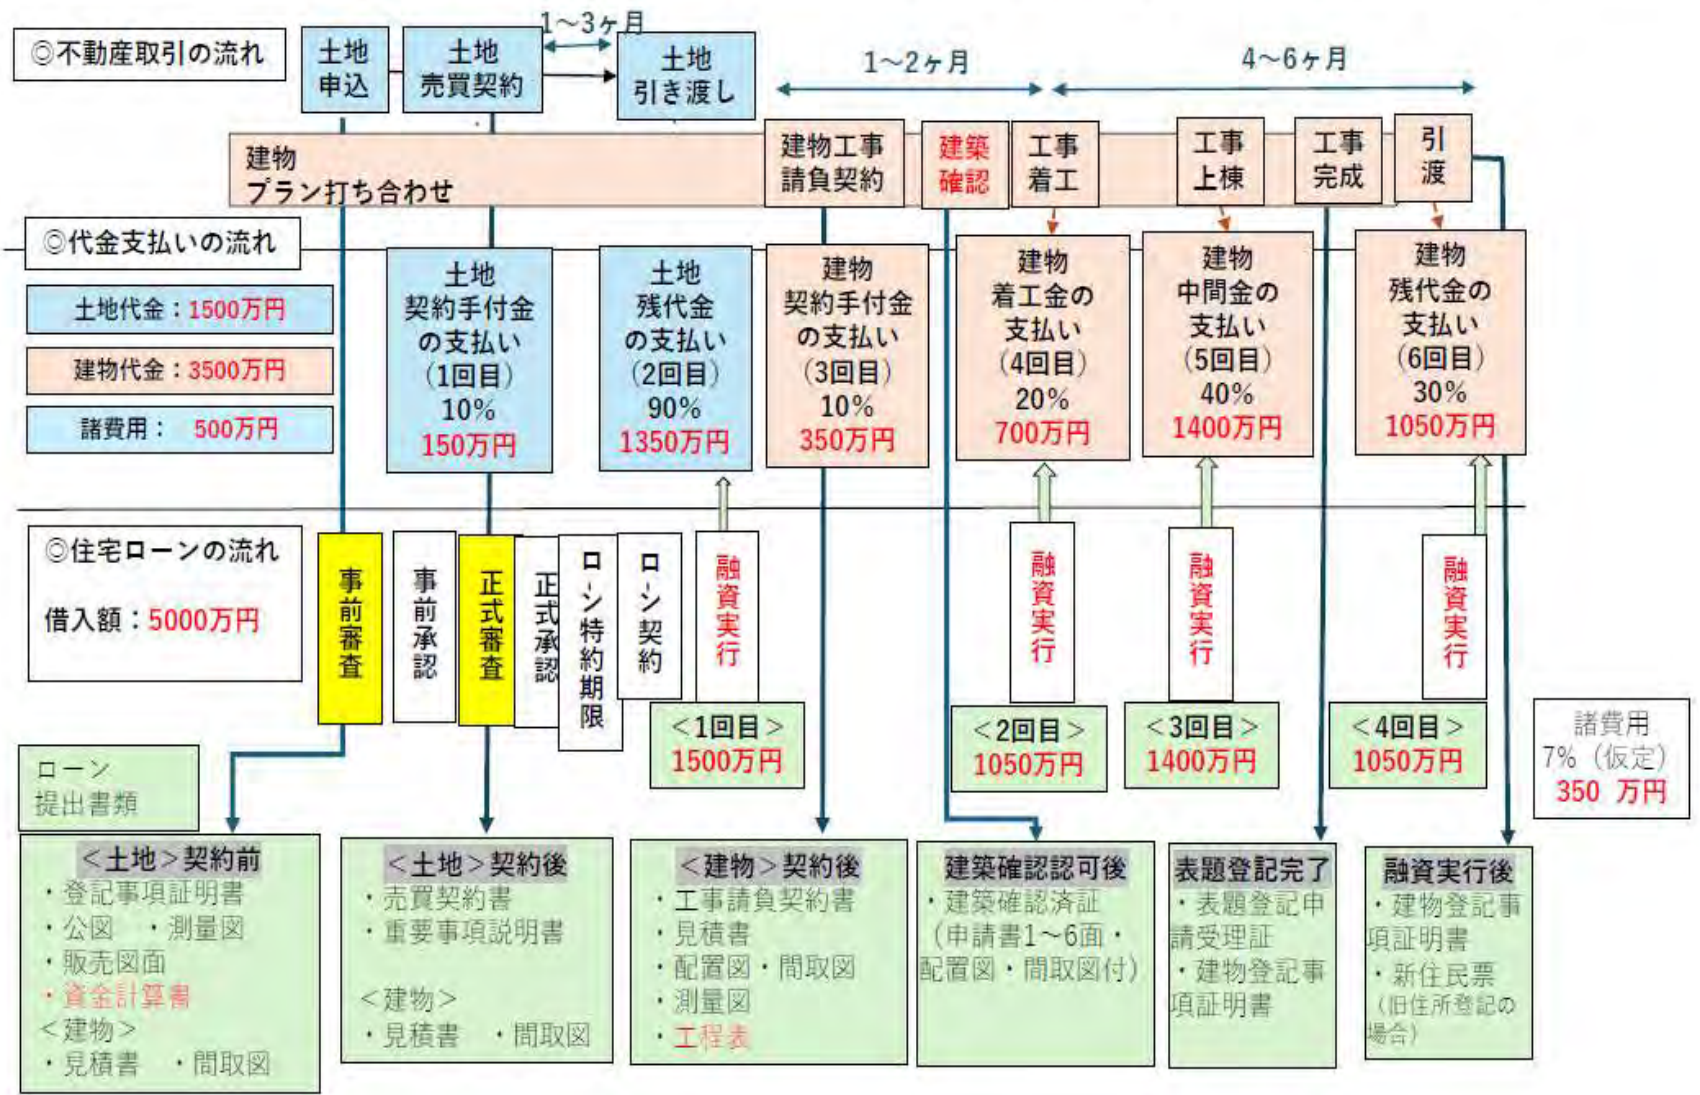 ◎不動産取引の流れ
土地
申込
土地
売買契約
1～3ヶ月
土地
引き渡し
1～2ヶ月
4～6ヶ月
建物
プラン打ち合わせ
建物工事
請負契約
建築
確認
工事
着工
工事
上棟
工事
完成
引
渡
◎代金支払いの流れ
土地代金：1500万円
建物代金：3500万円
諸費用： 500万円
土地
契約手付金
の支払い
（1回目）
10%
150万円
土地
残代金
の支払い
（2回目）
90%
1350万円
建物
契約手付金
の支払い
（3回目）
10%
350万円
建物
着工金の
支払い
（4回目）
20%
700万円
建物
中間金の
支払い
（5回目）
40%
1400万円
建物
残代金の
支払い
（6回目）
30%
1050万円
◎住宅ローンの流れ
借入額：5000万円
事前審査
事前承認
正式審査
正式承認
ローン特約期限
ローン契約
融資実行
融資実行
融資実行
融資実行
＜1回目＞
1500万円
＜2回目＞
1050万円
＜3回目＞
1400万円
＜4回目＞
1050万円
諸費用
7%（仮定）
350 万円
ローン
提出書類
＜土地＞契約前
・登記事項証明書
・公図 ・測量図
・販売図面
・資金計算書
＜建物＞
・見積書 ・間取図
＜土地＞契約後
・売買契約書
・重要事項説明書
＜建物＞
・見積書 ・間取図
＜建物＞契約後
・工事請負契約書
・見積書
・配置図・間取図
・測量図
・工程表
建築確認認可後
・建築確認済証
（申請書1～6面・
配置図・間取図付）
表題登記完了
・表題登記申
請受理証
・建物登記事
項証明書
融資実行後
・建物登記事
項証明書
・新住民票
（旧住所登記の
場合）